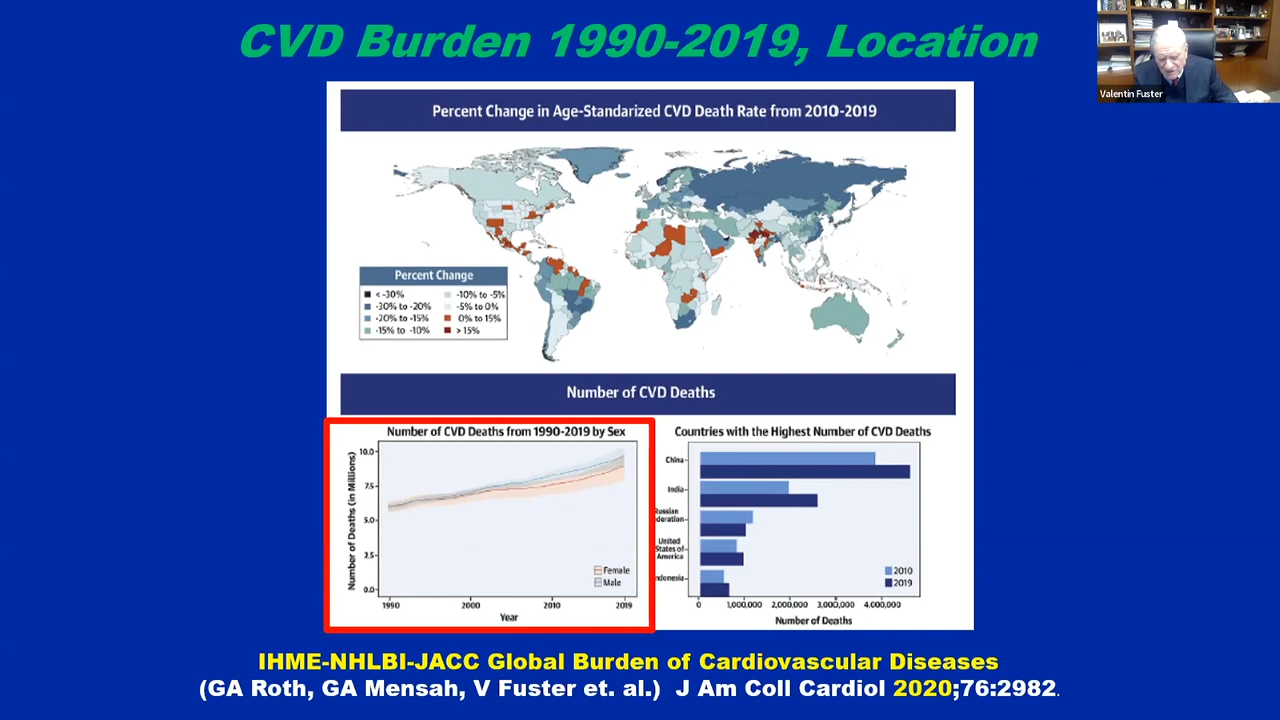 CVD Burden 1990-2019, Location
Valentin Fuster
Percent Change in Age-Standarized CVD Death Rate from 2010-2019
Percent Change
< -30%
-30% to -20%
-20% to -15%
-15% to -10%
-10% to -5%
-5% to 0%
0% to 15%
> 15%
Number of CVD Deaths
Number of CVD Deaths from 1990-2019 by Sex
Number of Deaths (in Millions)
10.0
7.5
5.0
2.5
0.0
Female
Male
1990 2000 2010 2019
Year
Countries with the Highest Number of CVD Deaths
China
India
Russian
deration
United
States of
America
ndonesia
2010
2019
0 1,000,000 2,000,000 3,000,000 4,000,000
Number of Deaths
IHME-NHLBI-JACC Global Burden of Cardiovascular Diseases
(GA Roth, GA Mensah, V Fuster et. al.) J Am Coll Cardiol 2020;76:2982.